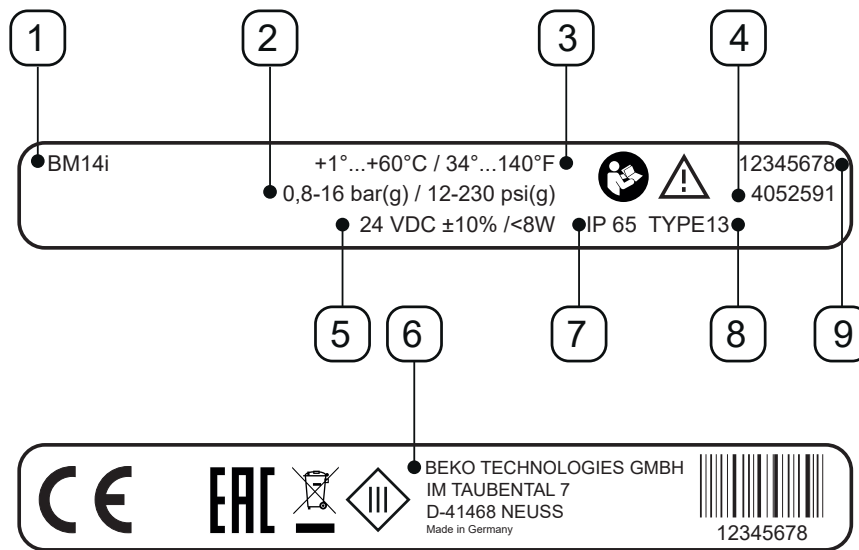 1 2 3 4
BM14i +1°...+60°C / 34°...140°F 12345678
0,8-16 bar(g) / 12-230 psi(g) 4052591
24 VDC ±10% /<8W IP 65 TYPE13
5 6 7 8 9
CE EAC III BEKO TECHNOLOGIES GMBH
IM TAUBENTAL 7
D-41468 NEUSS
Made in Germany
12345678